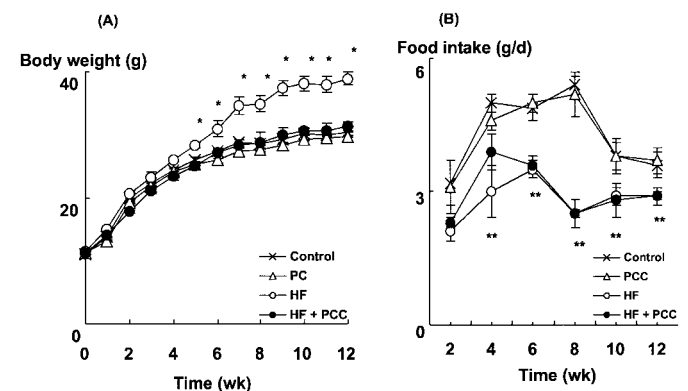 (A)
Body weight (g)
40
20
0
0 2 4 6 8 10 12
Time (wk)
* * * * * * * *
Control
PC
HF
HF + PCC
(B)
Food intake (g/d)
6
3
0
2 4 6 8 10 12
Time (wk)
** ** ** ** **
Control
PCC
HF
HF + PCC